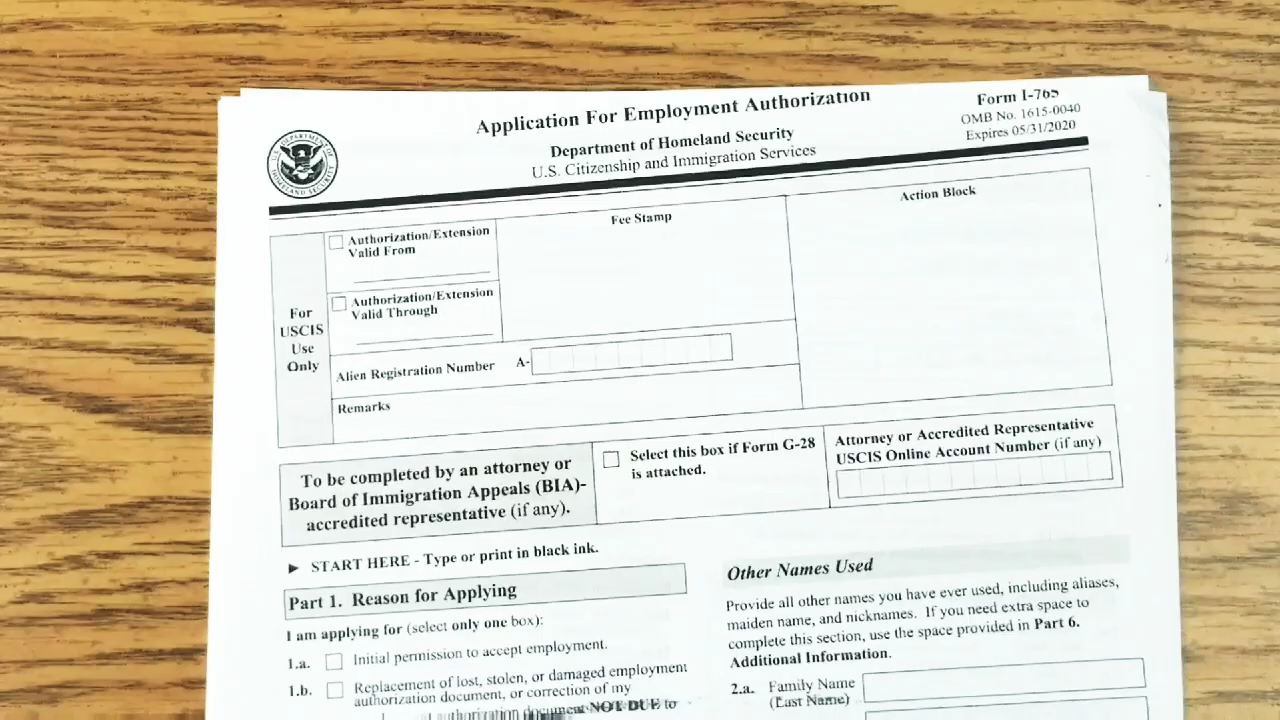 Application For Employment Authorization
Department of Homeland Security
U.S. Citizenship and Immigration Services
Form I-765
OMB No. 1615-0040
Expires 05/31/2020
For
USCIS
Use
Only
Authorization/Extension
Valid From
Authorization/Extension
Valid Through
Fee Stamp
Action Block
Alien Registration Number A-
Remarks
To be completed by an attorney or
Board of Immigration Appeals (BIA)-
accredited representative (if any).
Select this box if Form G-28
is attached.
Attorney or Accredited Representative
USCIS Online Account Number (if any)
► START HERE - Type or print in black ink.
Part 1. Reason for Applying
I am applying for (select only one box):
1.a. Initial permission to accept employment.
1.b. Replacement of lost, stolen, or damaged employment
authorization document, or correction of my
authorization document NOT DUE to
Other Names Used
Provide all other names you have ever used, including aliases,
maiden name, and nicknames. If you need extra space to
complete this section, use the space provided in Part 6.
Additional Information.
2.a. Family Name
(Last Name)